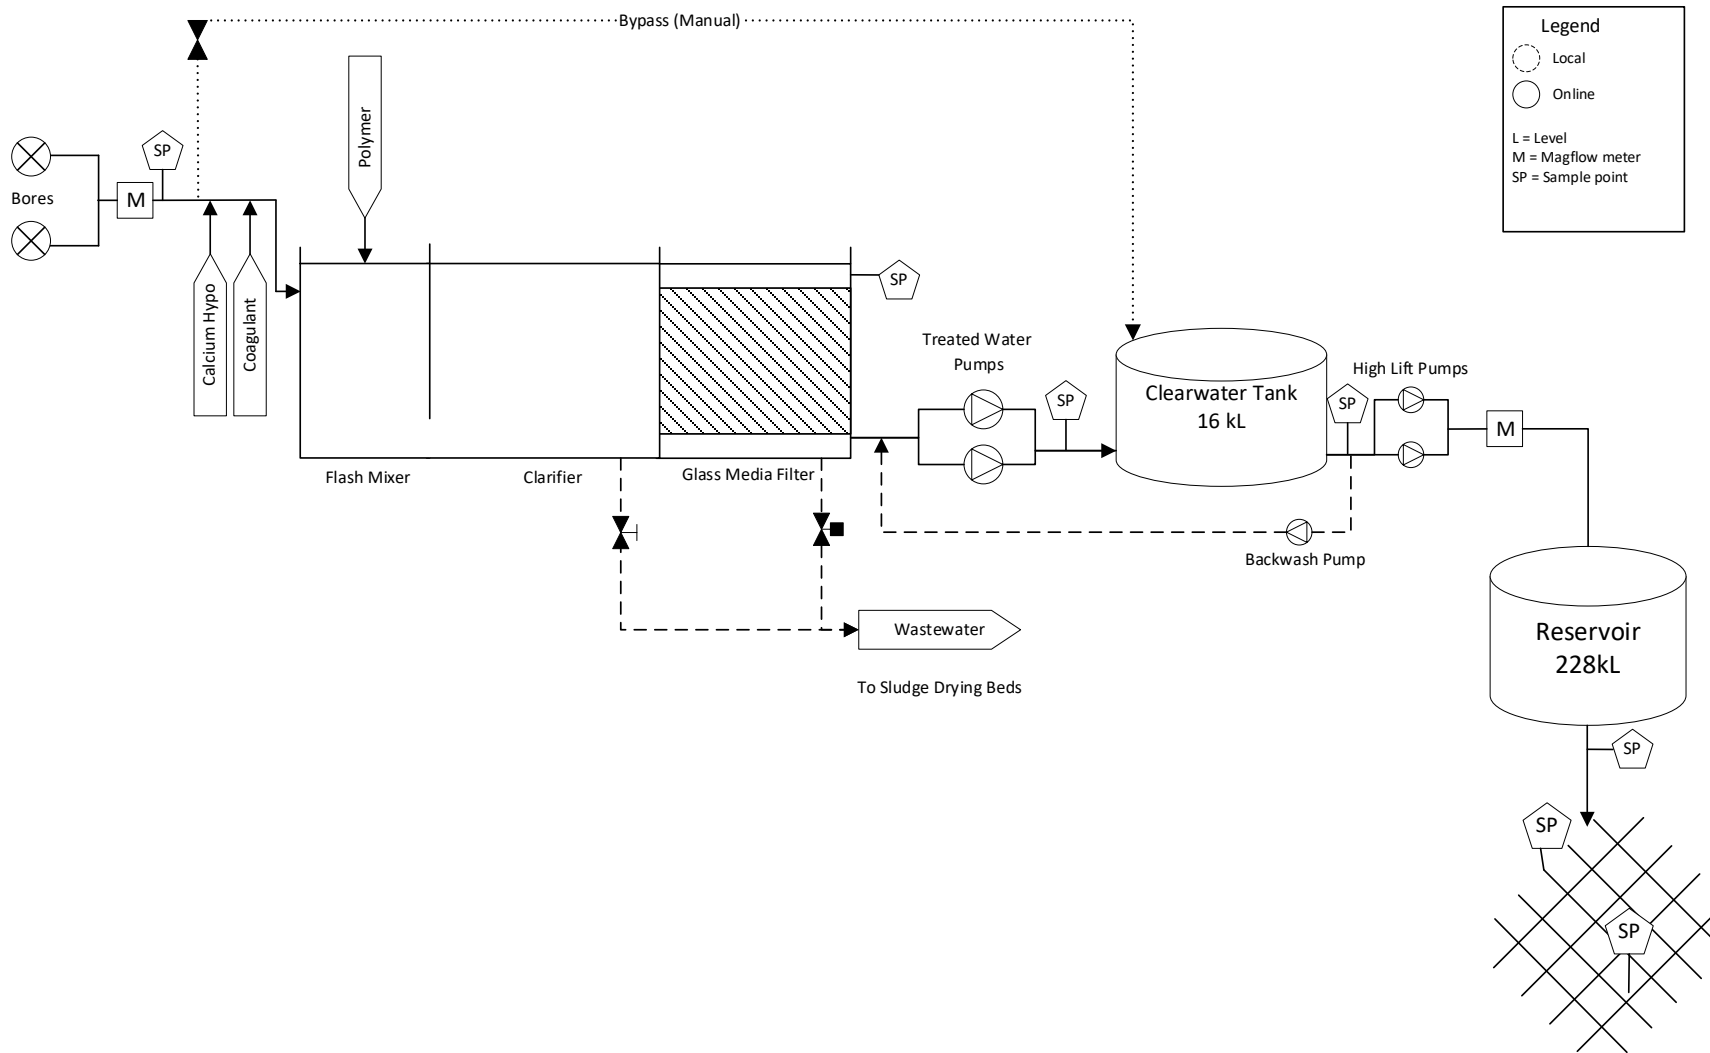 Bypass (Manual)
Legend
Local
Online
L = Level
M = Magflow meter
SP = Sample point
Polymer
SP
Bores
M
Calcium Hypo
Coagulant
SP
Treated Water
Pumps
SP
Clearwater Tank
16 kL
High Lift Pumps
SP
M
Flash Mixer
Clarifier
Glass Media Filter
Backwash Pump
Wastewater
To Sludge Drying Beds
Reservoir
228kL
SP
SP
SP